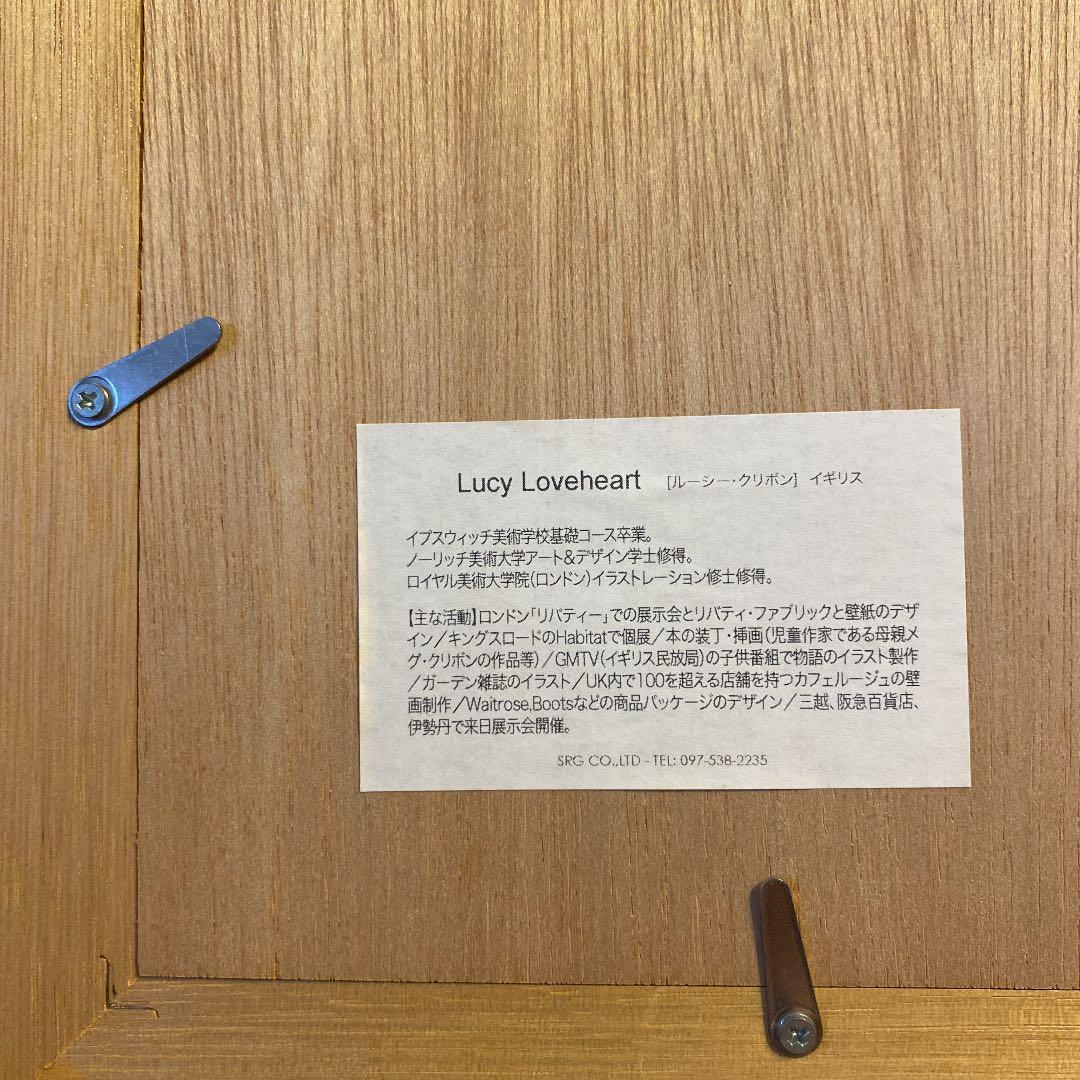 Lucy Loveheart [ルーシー・クリボン] イギリス
イプスウィッチ美術学校基礎コース卒業。
ノーリッチ美術大学アート&デザイン学士修得。
ロイヤル美術大学院(ロンドン)イラストレーション修士修得。
【主な活動】ロンドン「リバティー」での展示会とリバティ・ファブリックと壁紙のデザ
イン/キングスロードのHabitatで個展/本の装丁・挿画(児童作家である母親メ
グ・クリボンの作品等)/GMTV(イギリス民放局)の子供番組で物語のイラスト製作
/ガーデン雑誌のイラスト/UK内で100を超える店舗を持つカフェルージュの壁
画制作/Waitrose,Bootsなどの商品パッケージのデザイン/三越、阪急百貨店、
伊勢丹で来日展示会開催。
SRG CO.,LTD - TEL: 097-538-2235